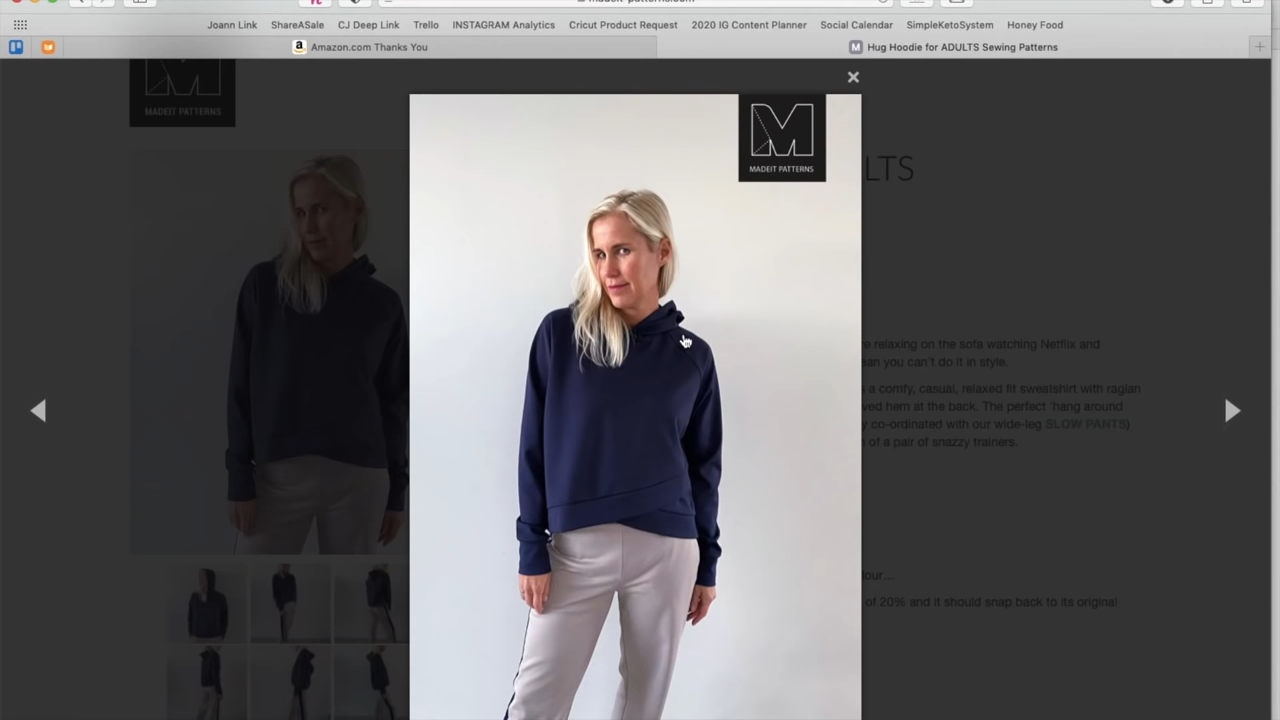 Joann Link ShareASale CJ Deep Link Trello INSTAGRAM Analytics Cricut Product Request 2020 IG Content Planner Social Calendar SimpleKetoSystem Honey Food
Amazon.com Thanks You
M Hug Hoodie for ADULTS Sewing Patterns
M
MADEIT PATTERNS
M
MADEIT PATTERNS
LTS
re relaxing on the sofa watching Netflix and
ean you can't do it in style.
a comfy, casual, relaxed fit sweatshirt with raglan
ved hem at the back. The perfect 'hang around
y co-ordinated with our wide-leg SLOW PANTS)
n of a pair of snazzy trainers.
lour...
of 20% and it should snap back to its original